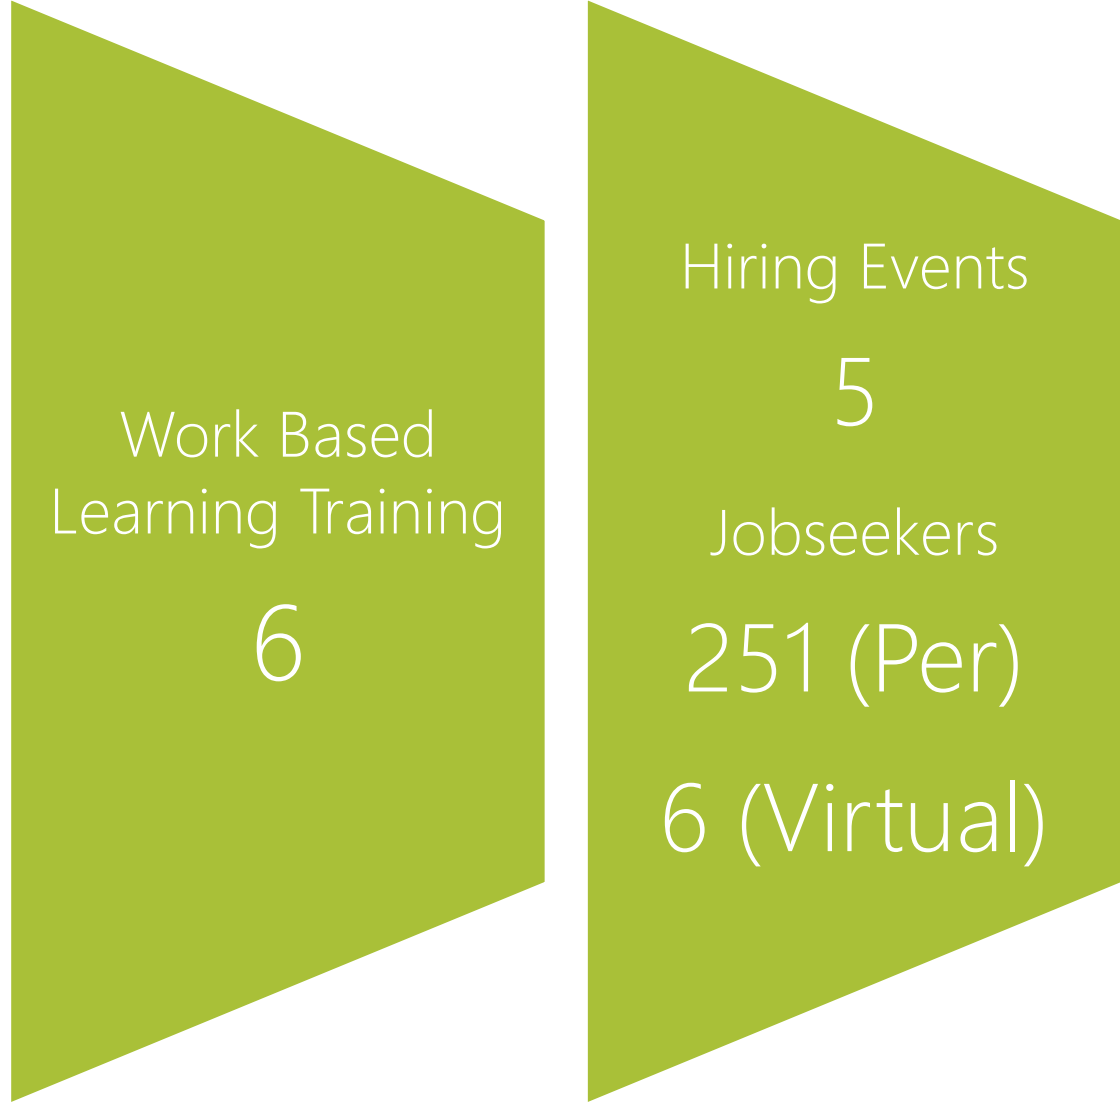 Work Based
Learning Training
6
Hiring Events
5
Jobseekers
251 (Per)
6 (Virtual)